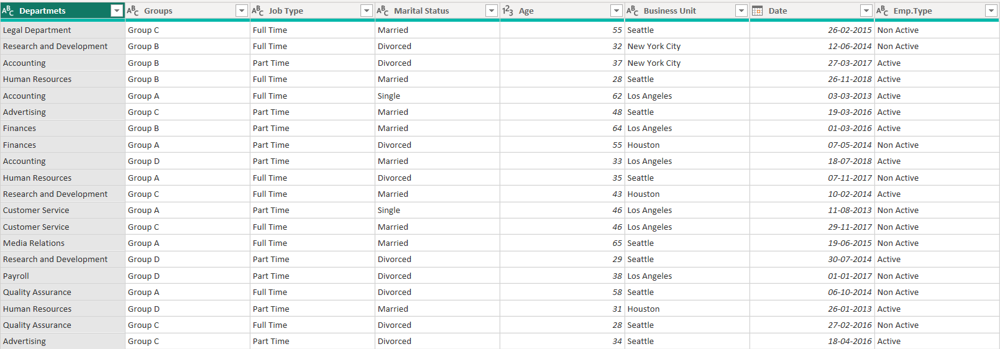 ABC Departmets ABC Groups ABC Job Type ABC Marital Status 123 Age ABC Business Unit Date ABC Emp.Type
Legal Department Group C Full Time Married 55 Seattle 26-02-2015 Non Active
Research and Development Group B Full Time Divorced 32 New York City 12-06-2014 Non Active
Accounting Group B Part Time Divorced 37 New York City 27-03-2017 Active
Human Resources Group B Full Time Married 28 Seattle 26-11-2018 Active
Accounting Group A Full Time Single 62 Los Angeles 03-03-2013 Active
Advertising Group C Part Time Married 48 Seattle 19-03-2016 Active
Finances Group B Part Time Married 64 Los Angeles 01-03-2016 Active
Finances Group A Part Time Divorced 55 Houston 07-05-2014 Non Active
Accounting Group D Part Time Married 33 Los Angeles 18-07-2018 Active
Human Resources Group A Full Time Divorced 35 Seattle 07-11-2017 Non Active
Research and Development Group C Full Time Married 43 Houston 10-02-2014 Active
Customer Service Group A Part Time Single 46 Los Angeles 11-08-2013 Non Active
Customer Service Group C Full Time Married 46 Los Angeles 29-11-2017 Non Active
Media Relations Group A Full Time Married 65 Seattle 19-06-2015 Non Active
Research and Development Group D Part Time Divorced 29 Seattle 30-07-2014 Active
Payroll Group D Part Time Divorced 38 Los Angeles 01-01-2017 Non Active
Quality Assurance Group A Full Time Divorced 58 Seattle 06-10-2014 Non Active
Human Resources Group D Part Time Married 31 Houston 26-01-2013 Active
Quality Assurance Group C Full Time Divorced 28 Seattle 27-02-2016 Non Active
Advertising Group C Part Time Divorced 34 Seattle 18-04-2016 Active